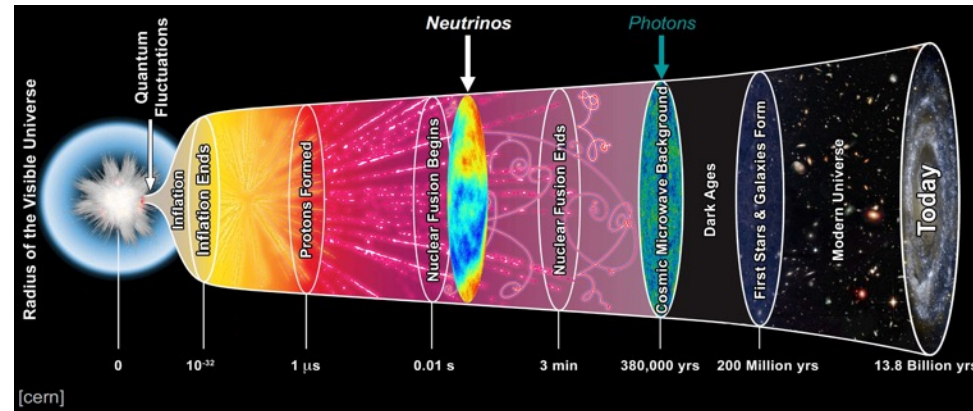 Neutrinos
Photons
Radius of the Visible Universe
Quantum
Fluctuations
Inflation
Inflation Ends
Protons Formed
Nuclear Fusion Begins
Nuclear Fusion Ends
Cosmic Microwave Background
Dark Ages
First Stars & Galaxies Form
Modern Universe
Today
0
10⁻³²
1 μs
0.01 s
3 min
380,000 yrs
200 Million yrs
13.8 Billion yrs
[cern]